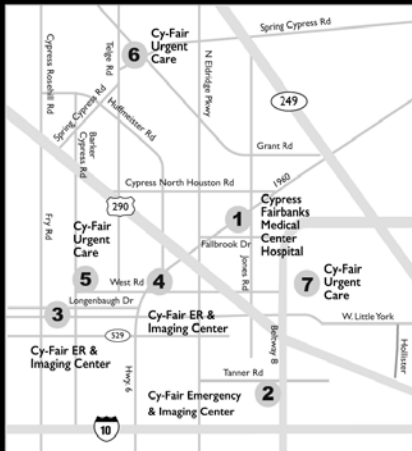 Spring Cypress Rd
Cy-Fair
Urgent
Care
6
Cypress Rosehill Rd
Telge Rd
N Eldridge Pkwy
249
Spring Cypress Rd
Huffmeister Rd
Barker
Cypress Rd
Grant Rd
1960
Cypress North Houston Rd
290
1
Cypress
Fairbanks
Medical
Center
Hospital
Fry Rd
Cy-Fair
Urgent
Care
5
Fallbrook Dr
Jones Rd
West Rd
4
7
Cy-Fair
Urgent
Care
Longenbaugh Dr
3
Cy-Fair ER &
Imaging Center
W. Little York
529
Cy-Fair ER &
Imaging Center
Hwy. 6
Beltway 8
Hollister
Tanner Rd
2
Cy-Fair Emergency
& Imaging Center
10